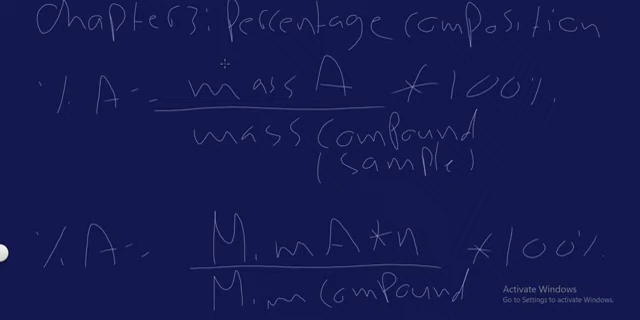 Chapter3: Percentage composition
% A = mass A * 100%
mass compound
(sample)
% A = M.m A * n * 100%
M.m compound
Activate Windows
Go to Settings to activate Windows.